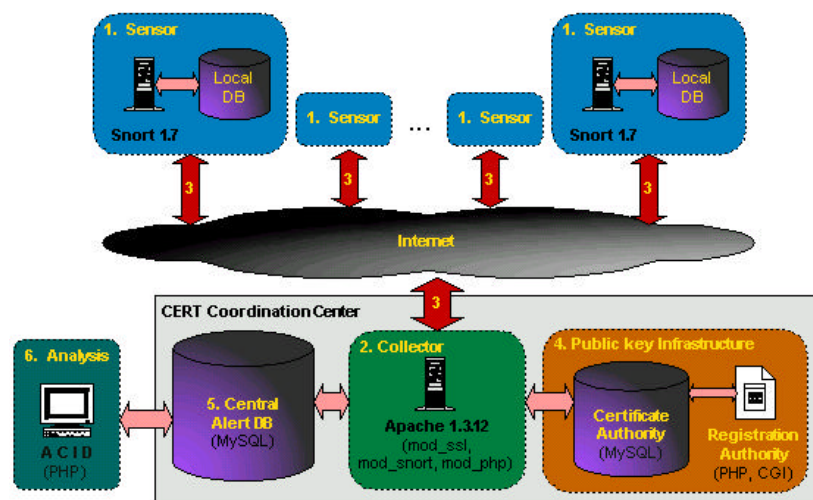 1. Sensor
Local
DB
Snort 1.7
1. Sensor
...
1. Sensor
1. Sensor
Local
DB
Snort 1.7
3
3
3
3
Internet
3
CERT Coordination Center
6. Analysis
ACID
(PHP)
5. Central
Alert DB
(MySQL)
2. Collector
Apache 1.3.12
(mod_ssl,
mod_snort, mod_php)
4. Public key Infrastructure
Certificate
Authority
(MySQL)
Registration
Authority
(PHP, CGI)